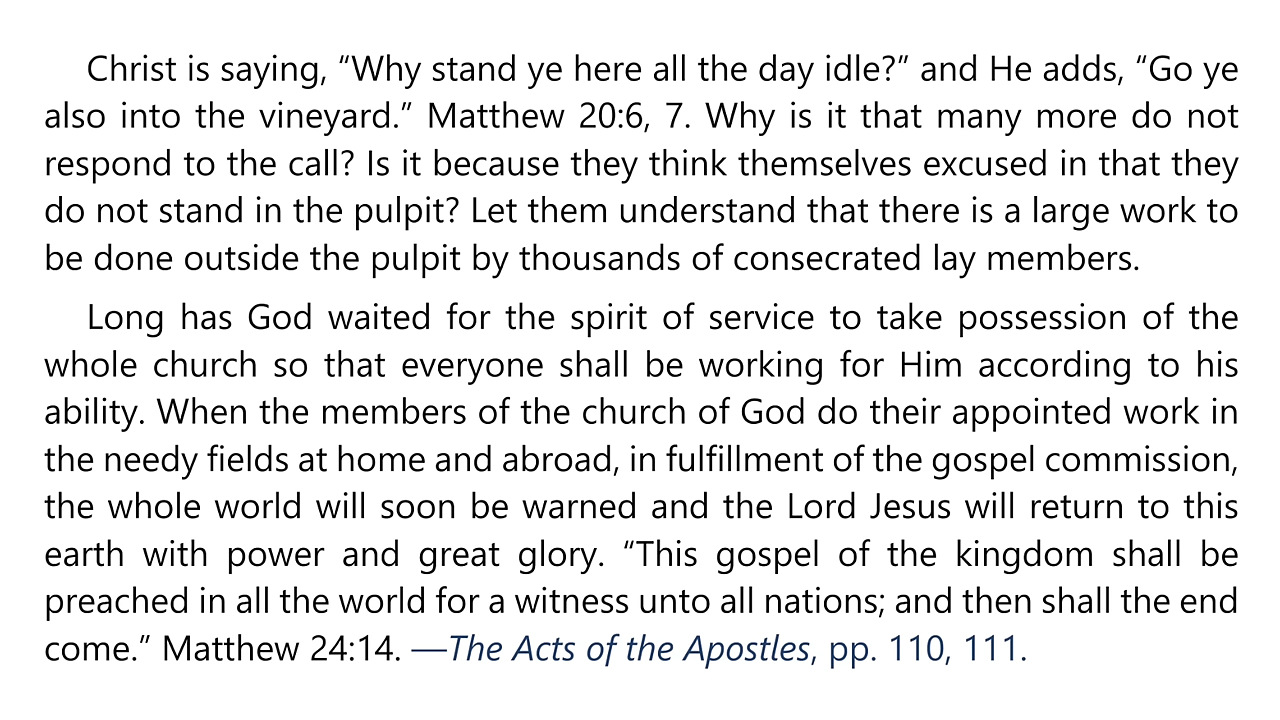 Christ is saying, “Why stand ye here all the day idle?” and He adds, “Go ye
also into the vineyard.” Matthew 20:6, 7. Why is it that many more do not
respond to the call? Is it because they think themselves excused in that they
do not stand in the pulpit? Let them understand that there is a large work to
be done outside the pulpit by thousands of consecrated lay members.
Long has God waited for the spirit of service to take possession of the
whole church so that everyone shall be working for Him according to his
ability. When the members of the church of God do their appointed work in
the needy fields at home and abroad, in fulfillment of the gospel commission,
the whole world will soon be warned and the Lord Jesus will return to this
earth with power and great glory. “This gospel of the kingdom shall be
preached in all the world for a witness unto all nations; and then shall the end
come.” Matthew 24:14. —The Acts of the Apostles, pp. 110, 111.